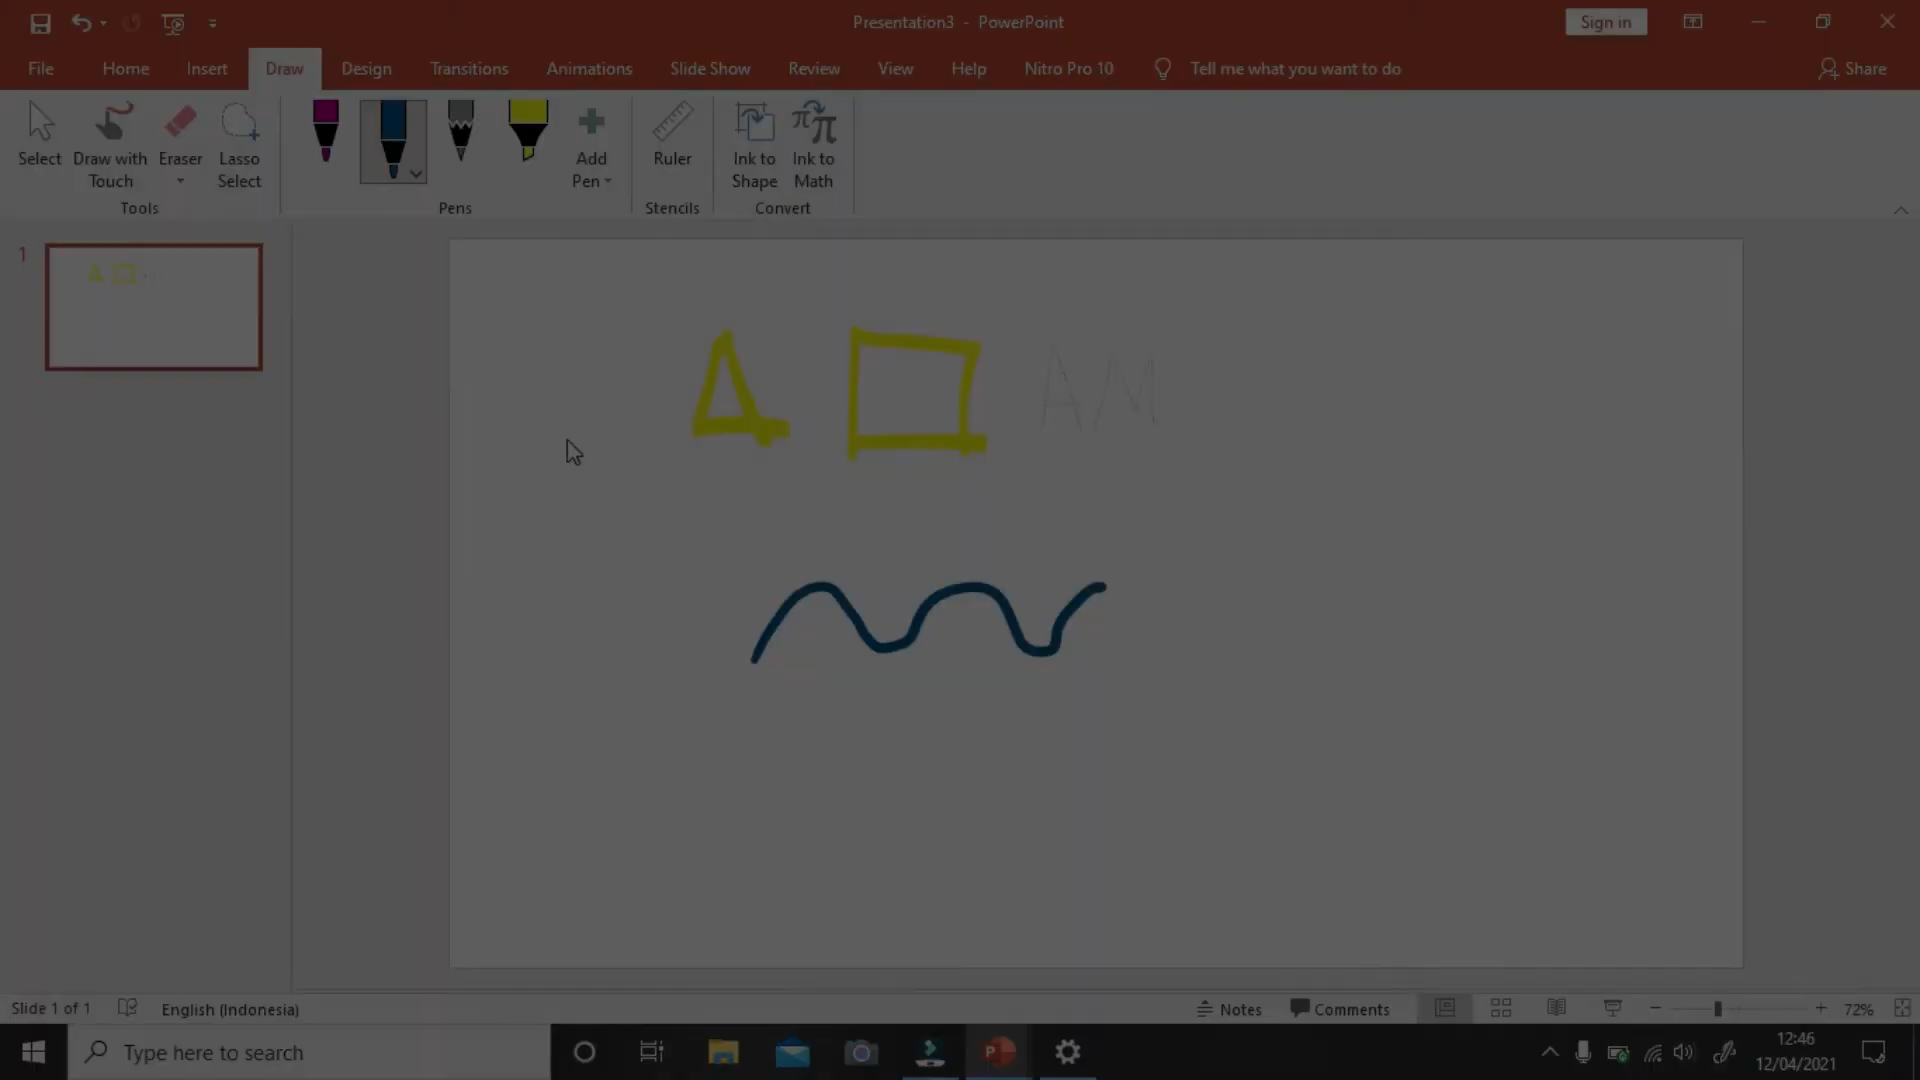 Presentation3 - PowerPoint
Sign in
File Home Insert Draw Design Transitions Animations Slide Show Review View Help Nitro Pro 10 Tell me what you want to do Share
Select Draw with Touch Eraser Lasso Select
Add Pen
Ruler
Ink to Shape Ink to Math
Tools Pens Stencils Convert
1
AM
Slide 1 of 1 English (Indonesia) Notes Comments 72%
Type here to search
12:46
12/04/2021